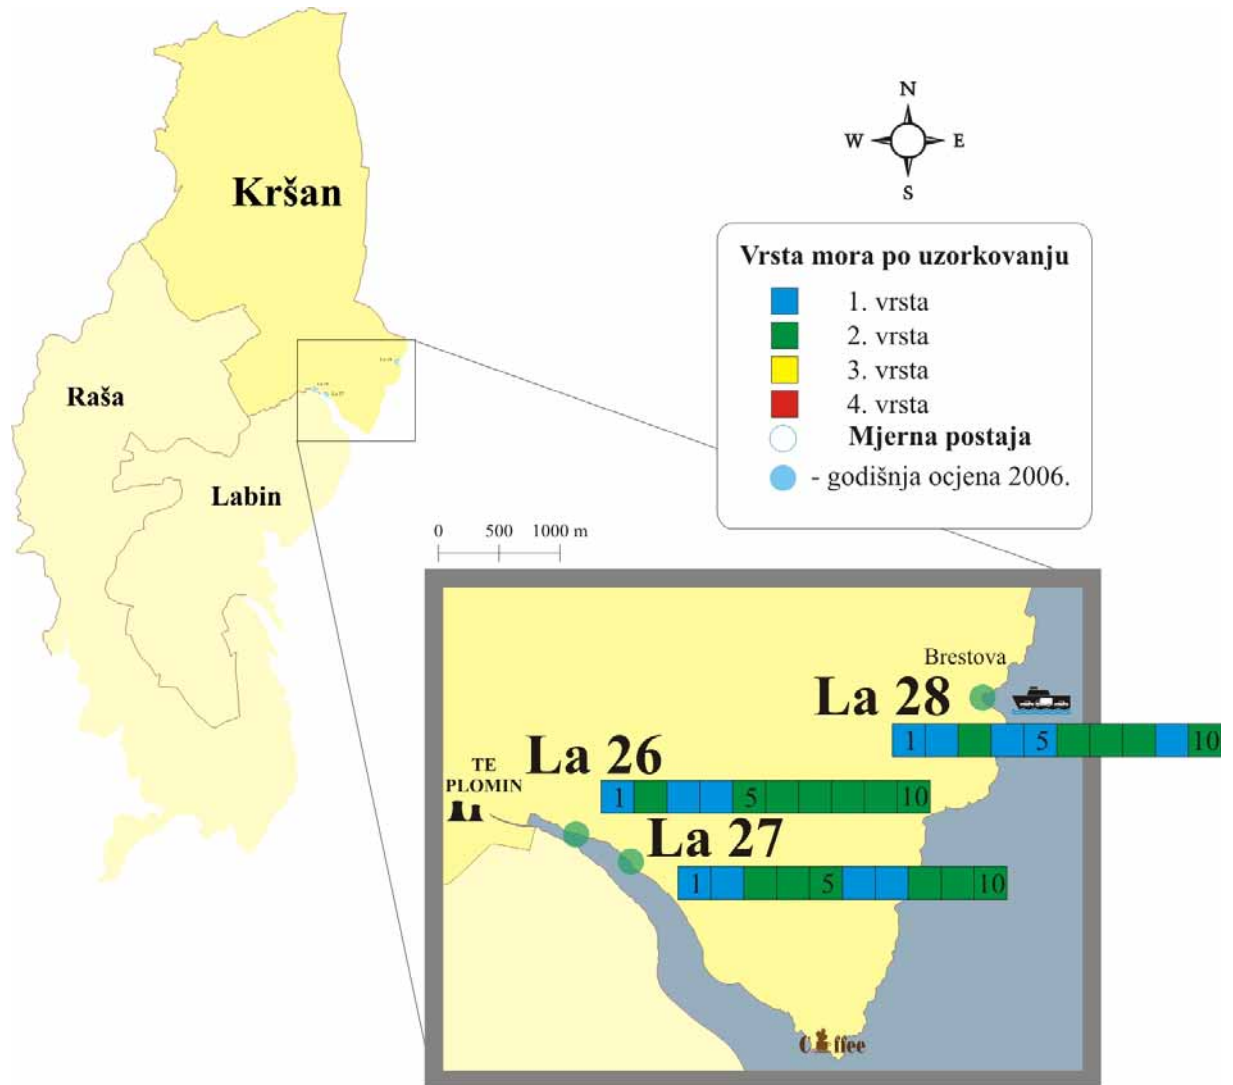 N
W E
S
Kršan
Vrsta mora po uzorkovanju
1. vrsta
2. vrsta
3. vrsta
4. vrsta
Mjerna postaja
- godišnja ocjena 2006.
Raša
Labin
0 500 1000 m
Brestova
La 28
1 5 10
TE
PLOMIN
La 26
1 5 10
La 27
1 5 10